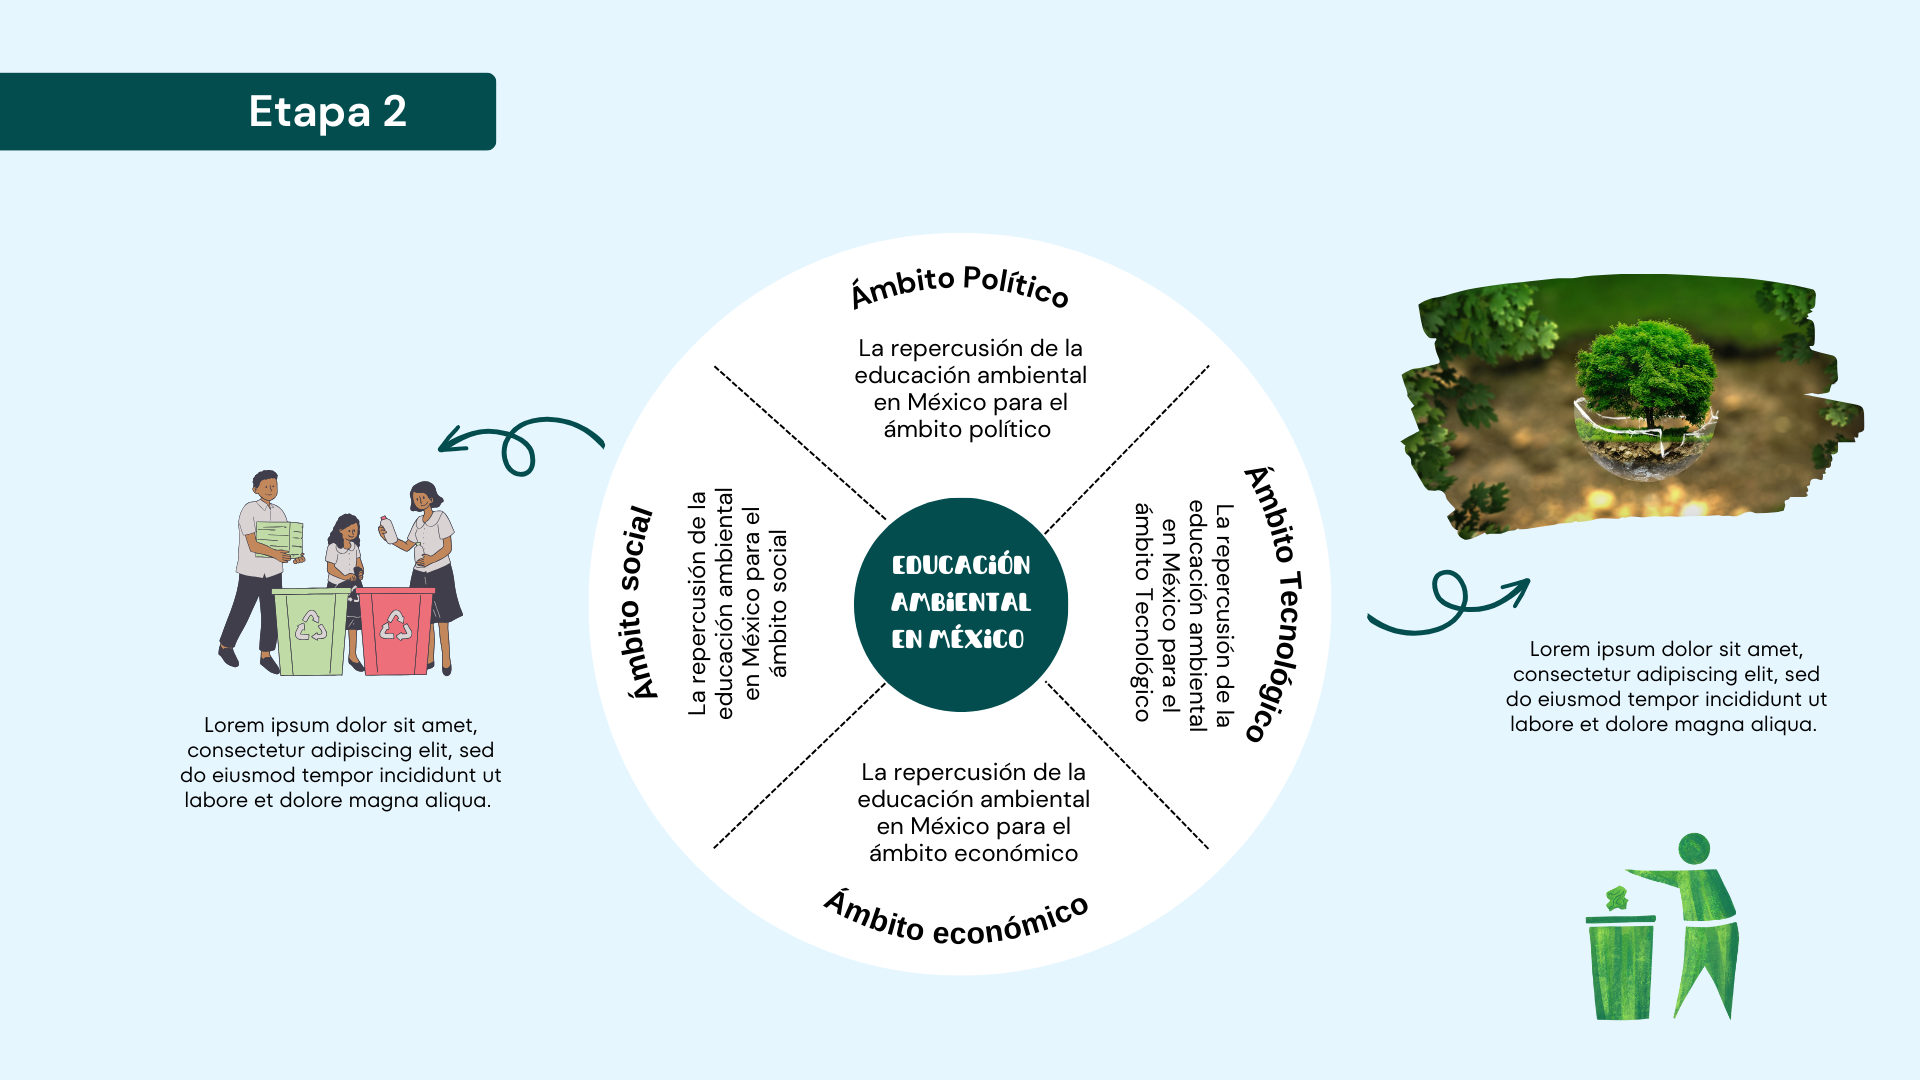 Etapa 2
Ámbito Político
La repercusión de la
educación ambiental
en México para el
ámbito político
Ámbito social
La repercusión de la
educación ambiental
en México para el
ámbito social
EDUCACIÓN
AMBIENTAL
EN MÉXICO
Ámbito Tecnológico
La repercusión de la
educación ambiental
en México para el
ámbito Tecnológico
La repercusión de la
educación ambiental
en México para el
ámbito económico
Ámbito económico
Lorem ipsum dolor sit amet,
consectetur adipiscing elit, sed
do eiusmod tempor incididunt ut
labore et dolore magna aliqua.
Lorem ipsum dolor sit amet,
consectetur adipiscing elit, sed
do eiusmod tempor incididunt ut
labore et dolore magna aliqua.